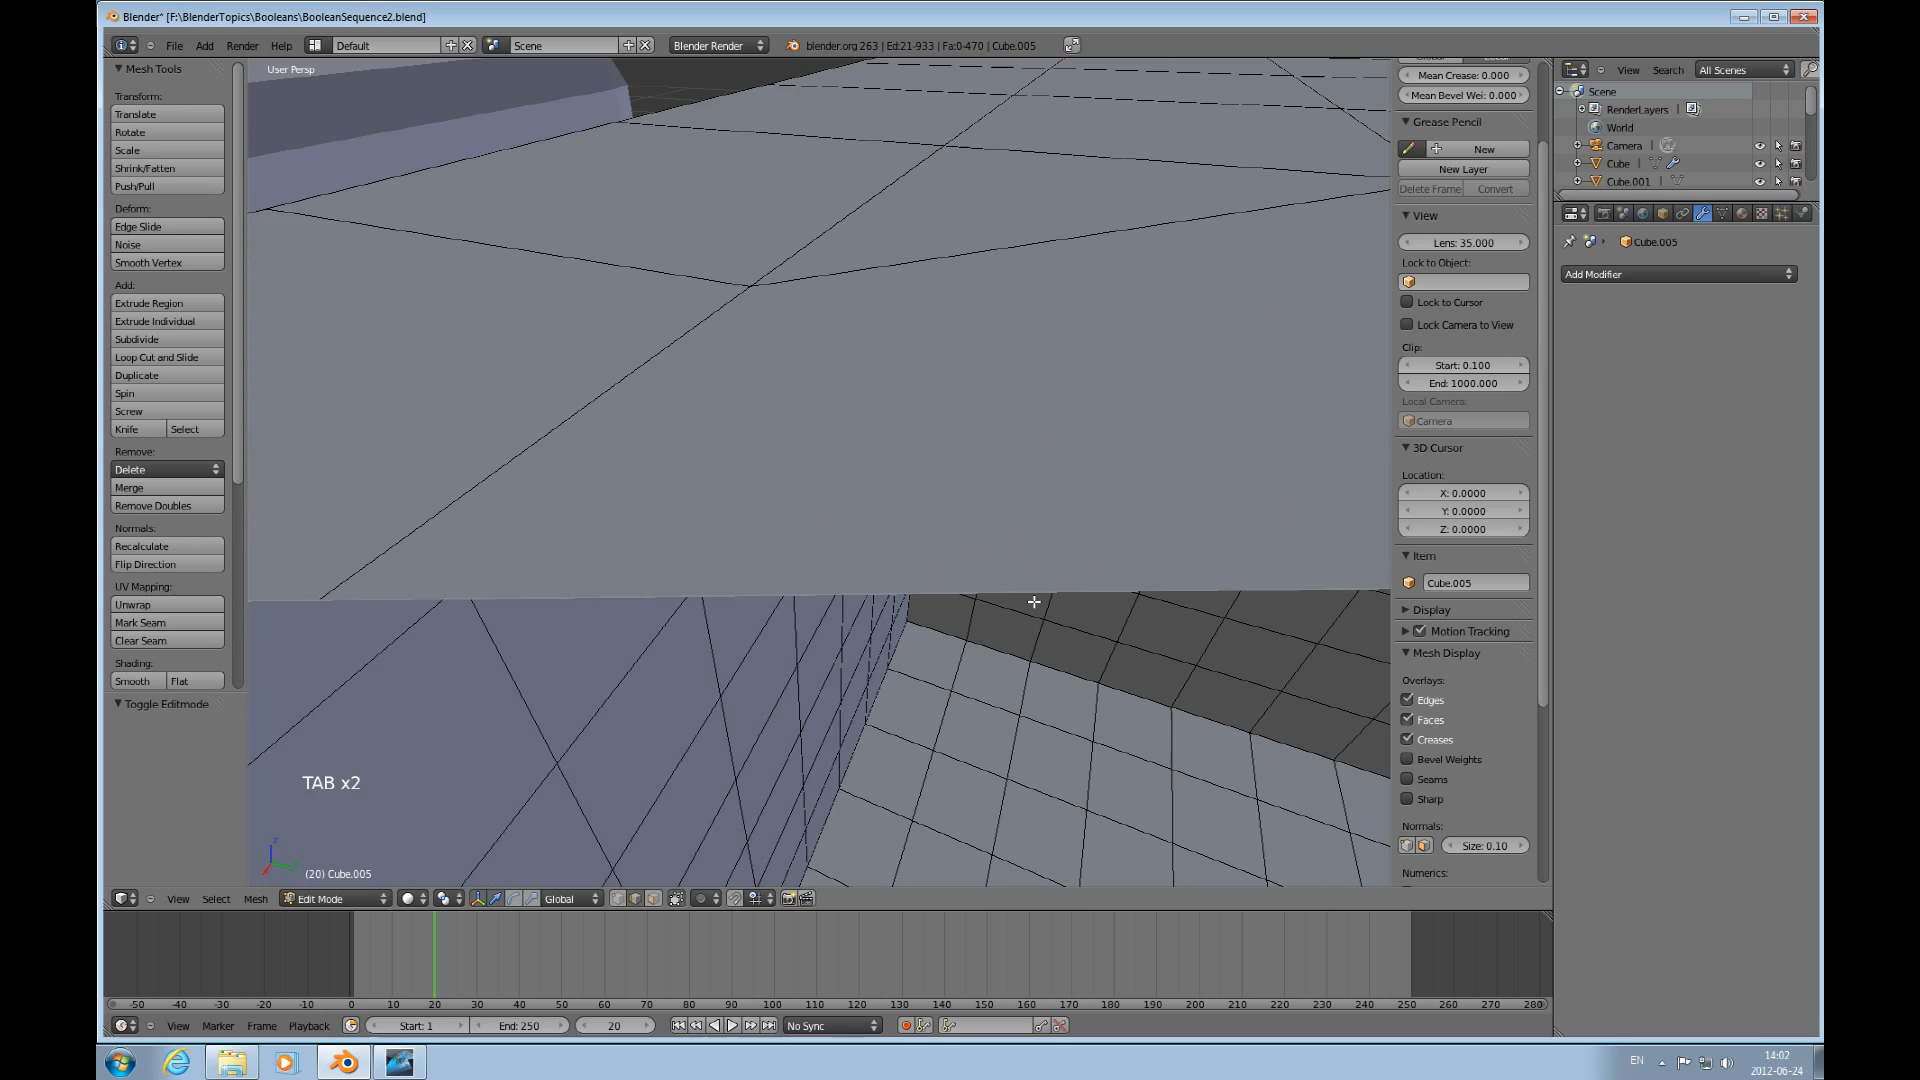 Blender* [F:\BlenderTopics\Booleans\BooleanSequence2.blend]
File Add Render Help Default Scene Blender Render blender.org 263 | Ed:21-933 | Fa:0-470 | Cube.005
Mesh Tools
Transform:
Translate
Rotate
Scale
Shrink/Fatten
Push/Pull
Deform:
Edge Slide
Noise
Smooth Vertex
Add:
Extrude Region
Extrude Individual
Subdivide
Loop Cut and Slide
Duplicate
Spin
Screw
Knife Select
Remove:
Delete
Merge
Remove Doubles
Normals:
Recalculate
Flip Direction
UV Mapping:
Unwrap
Mark Seam
Clear Seam
Shading:
Smooth Flat
Toggle Editmode
User Persp
TAB x2
(20) Cube.005
Mean Crease: 0.000
Mean Bevel Wei: 0.000
Grease Pencil
New
New Layer
Delete Frame Convert
View
Lens: 35.000
Lock to Object:
Lock to Cursor
Lock Camera to View
Clip:
Start: 0.100
End: 1000.000
Local Camera:
Camera
3D Cursor
Location:
X: 0.0000
Y: 0.0000
Z: 0.0000
Item
Cube.005
Display
Motion Tracking
Mesh Display
Overlays:
Edges
Faces
Creases
Bevel Weights
Seams
Sharp
Normals:
Size: 0.10
Numerics:
View Search All Scenes
Scene
RenderLayers
World
Camera
Cube
Cube.001
Cube.005
Add Modifier
View Select Mesh Edit Mode Global
-50 -40 -30 -20 -10 0 10 20 30 40 50 60 70 80 90 100 110 120 130 140 150 160 170 180 190 200 210 220 230 240 250 260 270 280
View Marker Frame Playback Start: 1 End: 250 20 No Sync
EN
14:02
2012-06-24